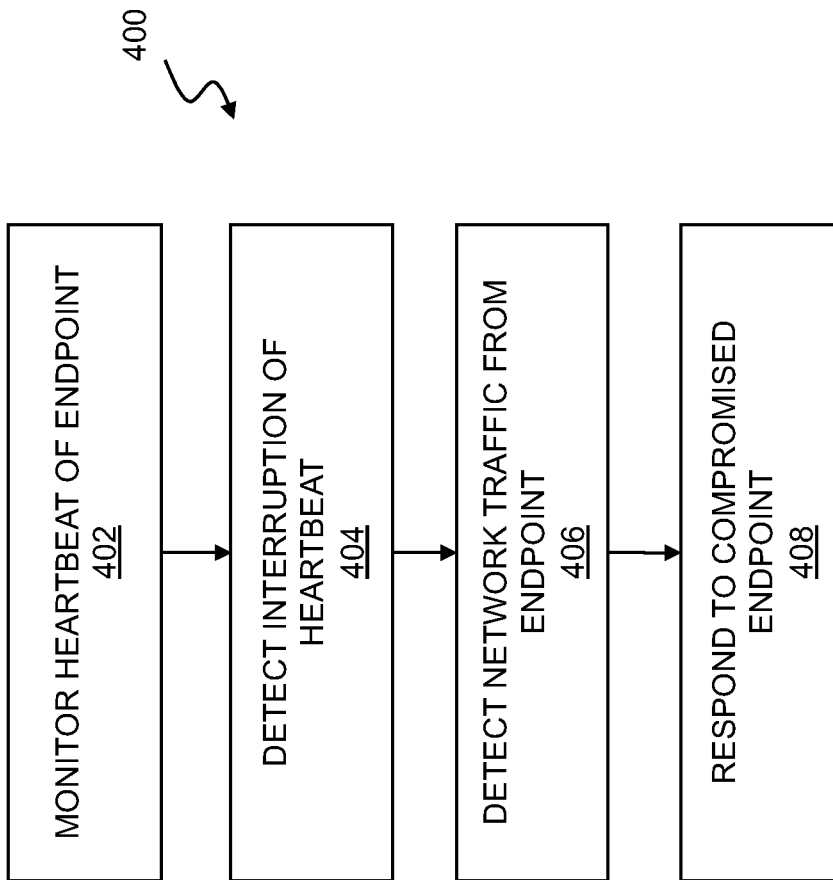 400
MONITOR HEARTBEAT OF ENDPOINT
402
DETECT INTERRUPTION OF
HEARTBEAT
404
DETECT NETWORK TRAFFIC FROM
ENDPOINT
406
RESPOND TO COMPROMISED
ENDPOINT
408